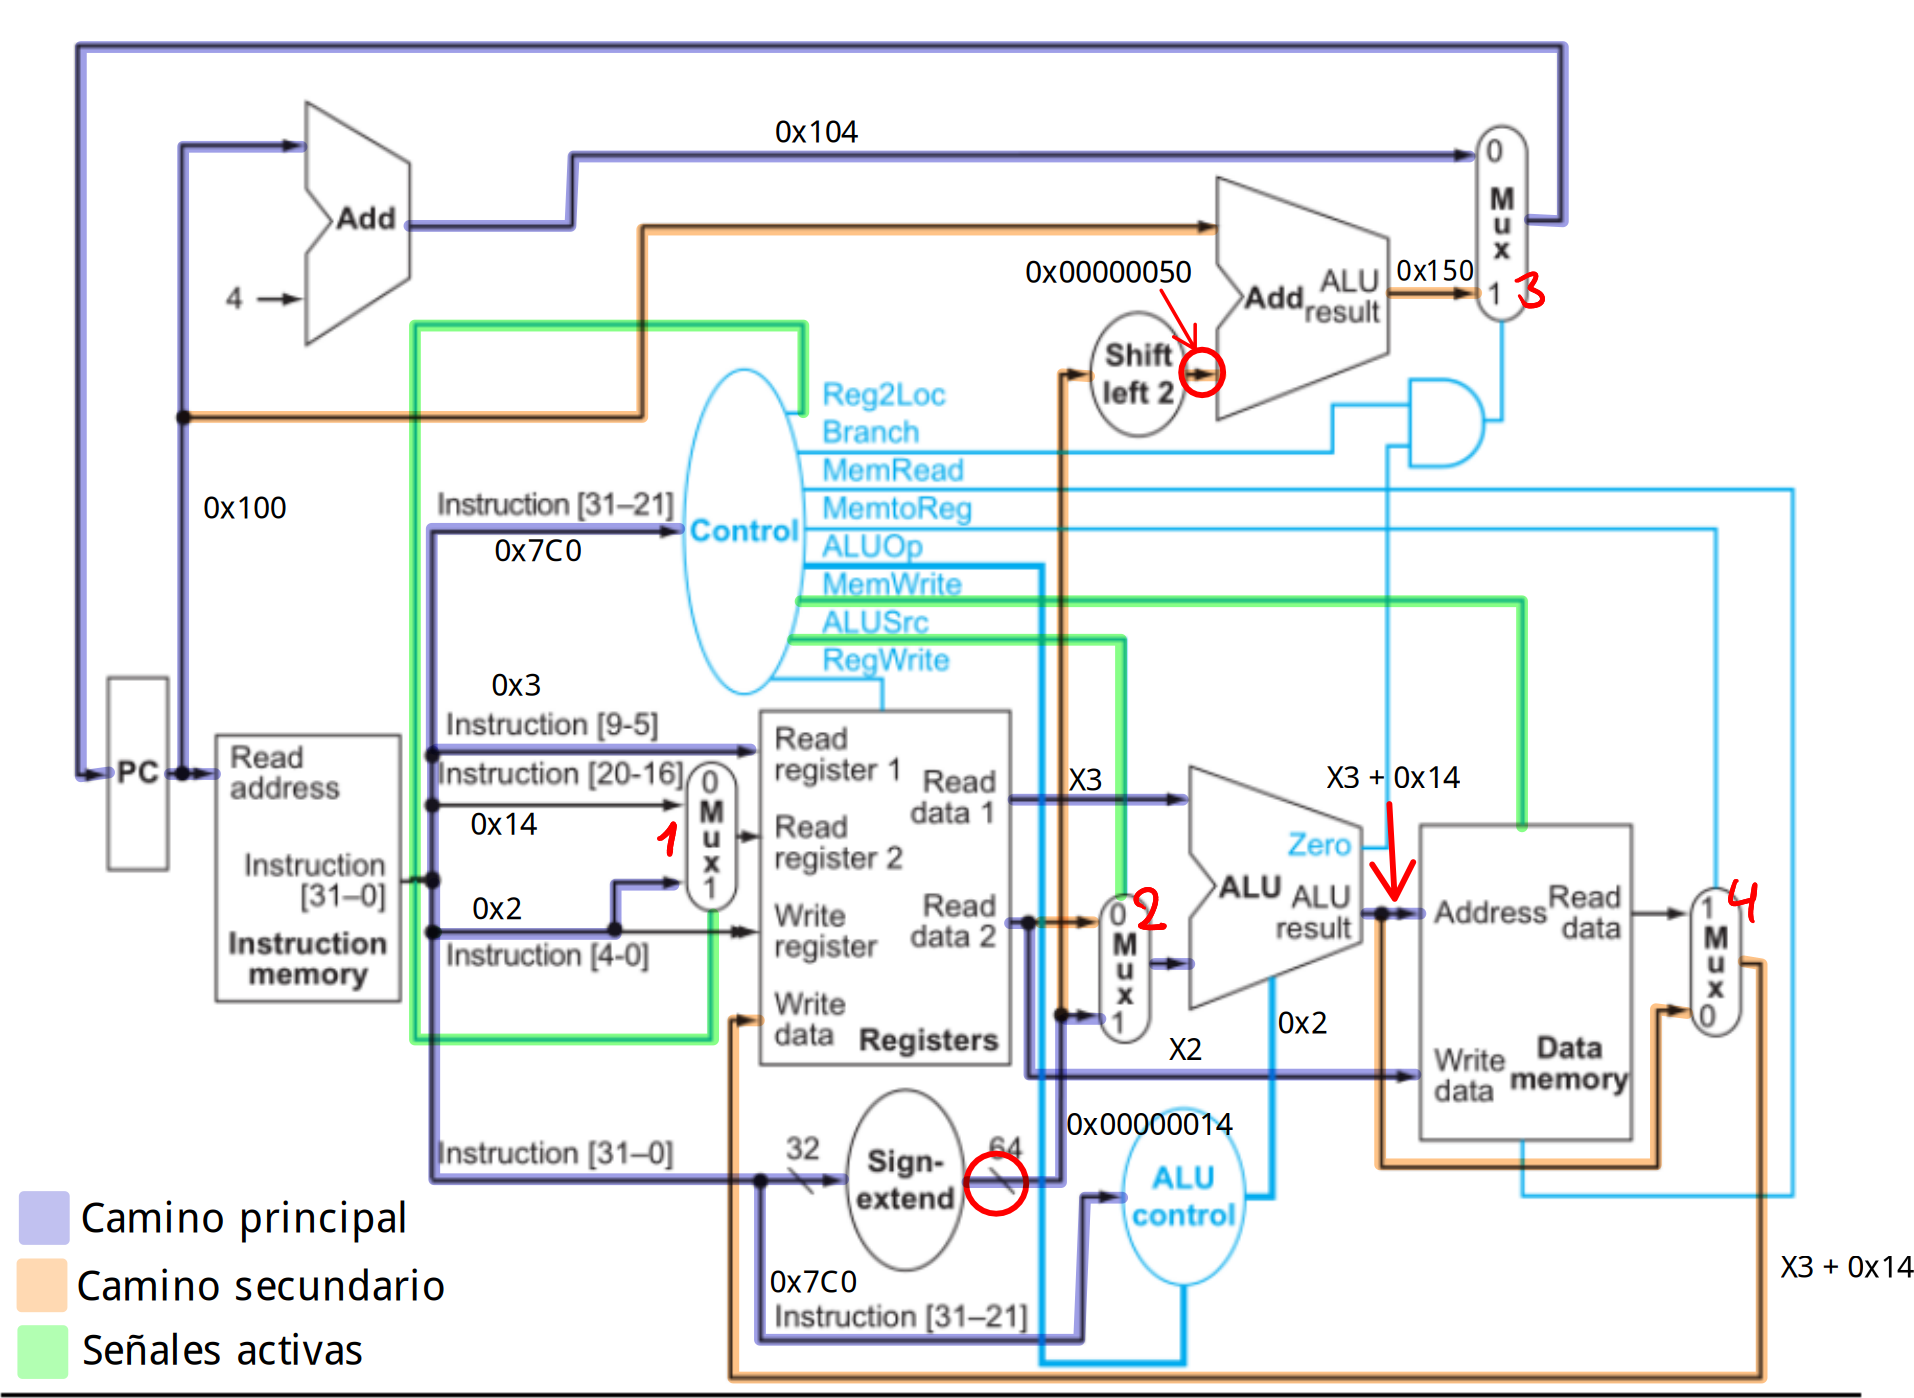 0x104
0
Mux
1
3
Add
4
0x00000050
ALU
Add result
0x150
Shift
left 2
Reg2Loc
Branch
MemRead
MemtoReg
ALUOp
MemWrite
ALUSrc
RegWrite
0x100
Instruction [31–21]
0x7C0
Control
0x3
Instruction [9-5]
Instruction [20-16]
0x14
1
0
Mux
1
0x2
Instruction [4-0]
PC
Read
address
Instruction
[31–0]
Instruction
memory
Read
register 1
Read
data 1
Read
register 2
Write
register
Read
data 2
Write
data
Registers
X3
X3 + 0x14
Zero
ALU
ALU
result
0
2
Mux
1
0x2
X2
Address
Read
data
Write
data
Data
memory
1
4
Mux
0
0x00000014
Instruction [31–0]
32
Sign-
extend
64
ALU
control
0x7C0
Instruction [31–21]
X3 + 0x14
Camino principal
Camino secundario
Señales activas